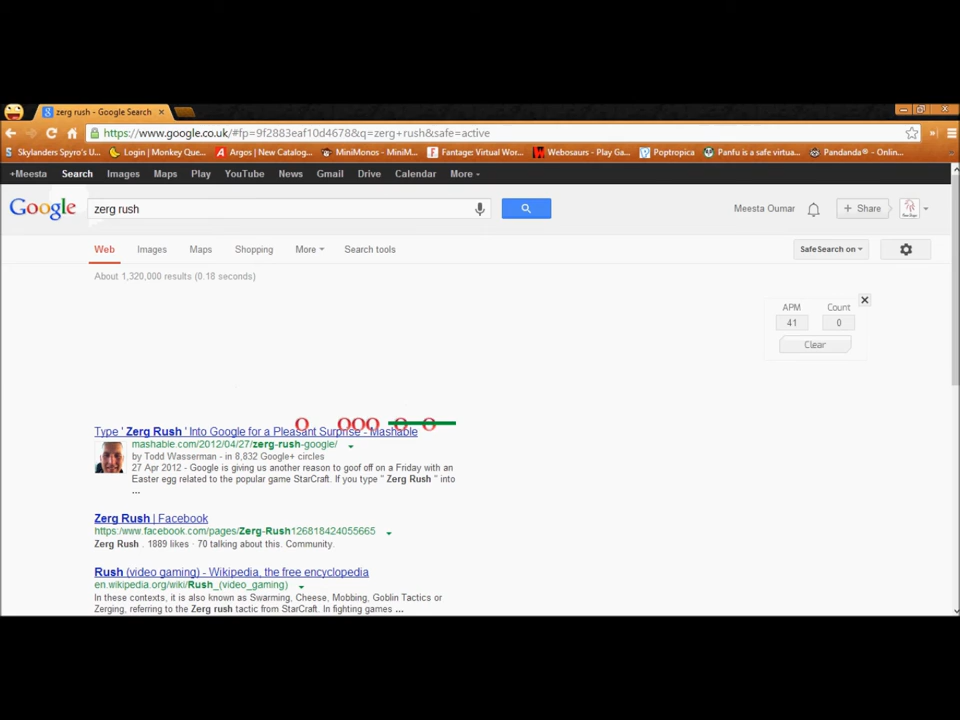 zerg rush - Google Search
https://www.google.co.uk/#fp=9f2883eaf10d4678&q=zerg+rush&safe=active
Skylanders Spyro's U... Login | Monkey Que... Argos | New Catalog... MiniMonos - MiniM... Fantage: Virtual Wor... Webosaurs - Play Ga... Poptropica Panfu is a safe virtua... Pandanda® - Onlin...
+Meesta Search Images Maps Play YouTube News Gmail Drive Calendar More
Google zerg rush Meesta Oumar + Share
Web Images Maps Shopping More Search tools SafeSearch on
About 1,320,000 results (0.18 seconds)
APM Count
41 0
Clear
O OOO O O
Type ' Zerg Rush ' Into Google for a Pleasant Surprise - Mashable
mashable.com/2012/04/27/zerg-rush-google/
by Todd Wasserman - in 8,832 Google+ circles
27 Apr 2012 - Google is giving us another reason to goof off on a Friday with an
Easter egg related to the popular game StarCraft. If you type " Zerg Rush " into
...
Zerg Rush | Facebook
https:/www.facebook.com/pages/Zerg-Rush126818424055665
Zerg Rush . 1889 likes · 70 talking about this. Community.
Rush (video gaming) - Wikipedia, the free encyclopedia
en.wikipedia.org/wiki/Rush_(video_gaming)
In these contexts, it is also known as Swarming, Cheese, Mobbing, Goblin Tactics or
Zerging, referring to the Zerg rush tactic from StarCraft. In fighting games ...